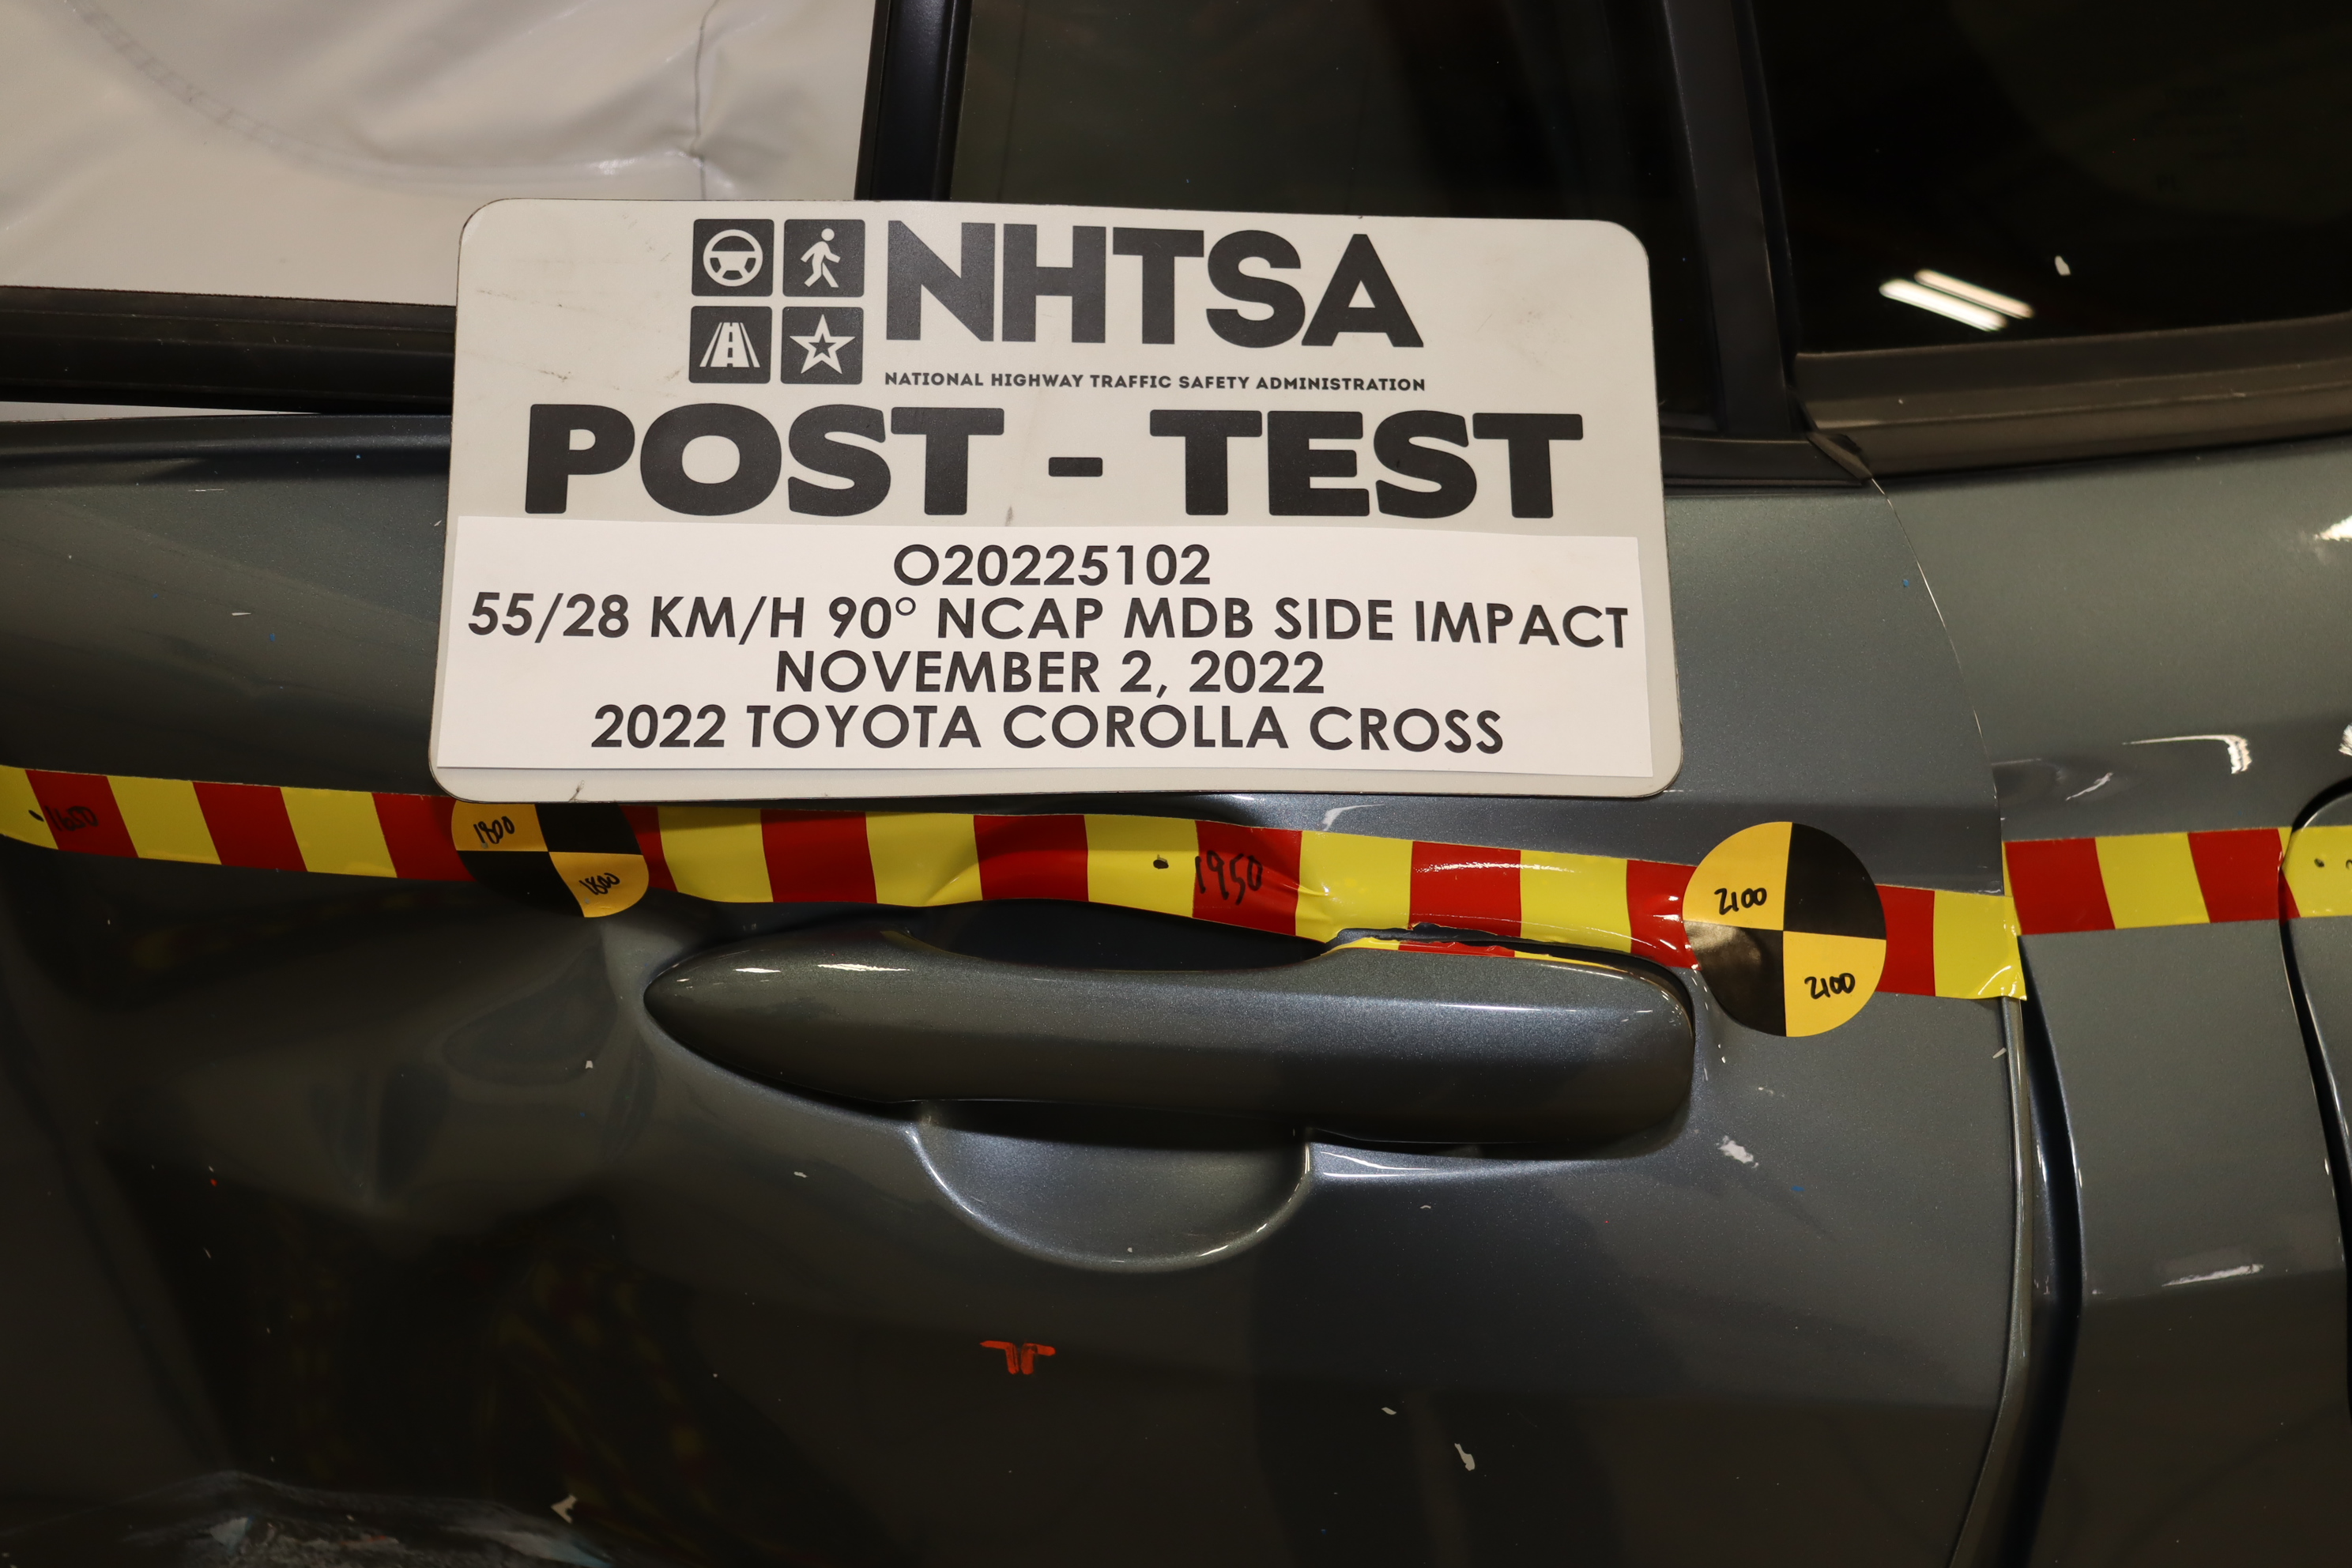 NHTSA
NATIONAL HIGHWAY TRAFFIC SAFETY ADMINISTRATION
POST - TEST
O20225102
55/28 KM/H 90° NCAP MDB SIDE IMPACT
NOVEMBER 2, 2022
2022 TOYOTA COROLLA CROSS
1650
1800
1800
1950
2100
2100